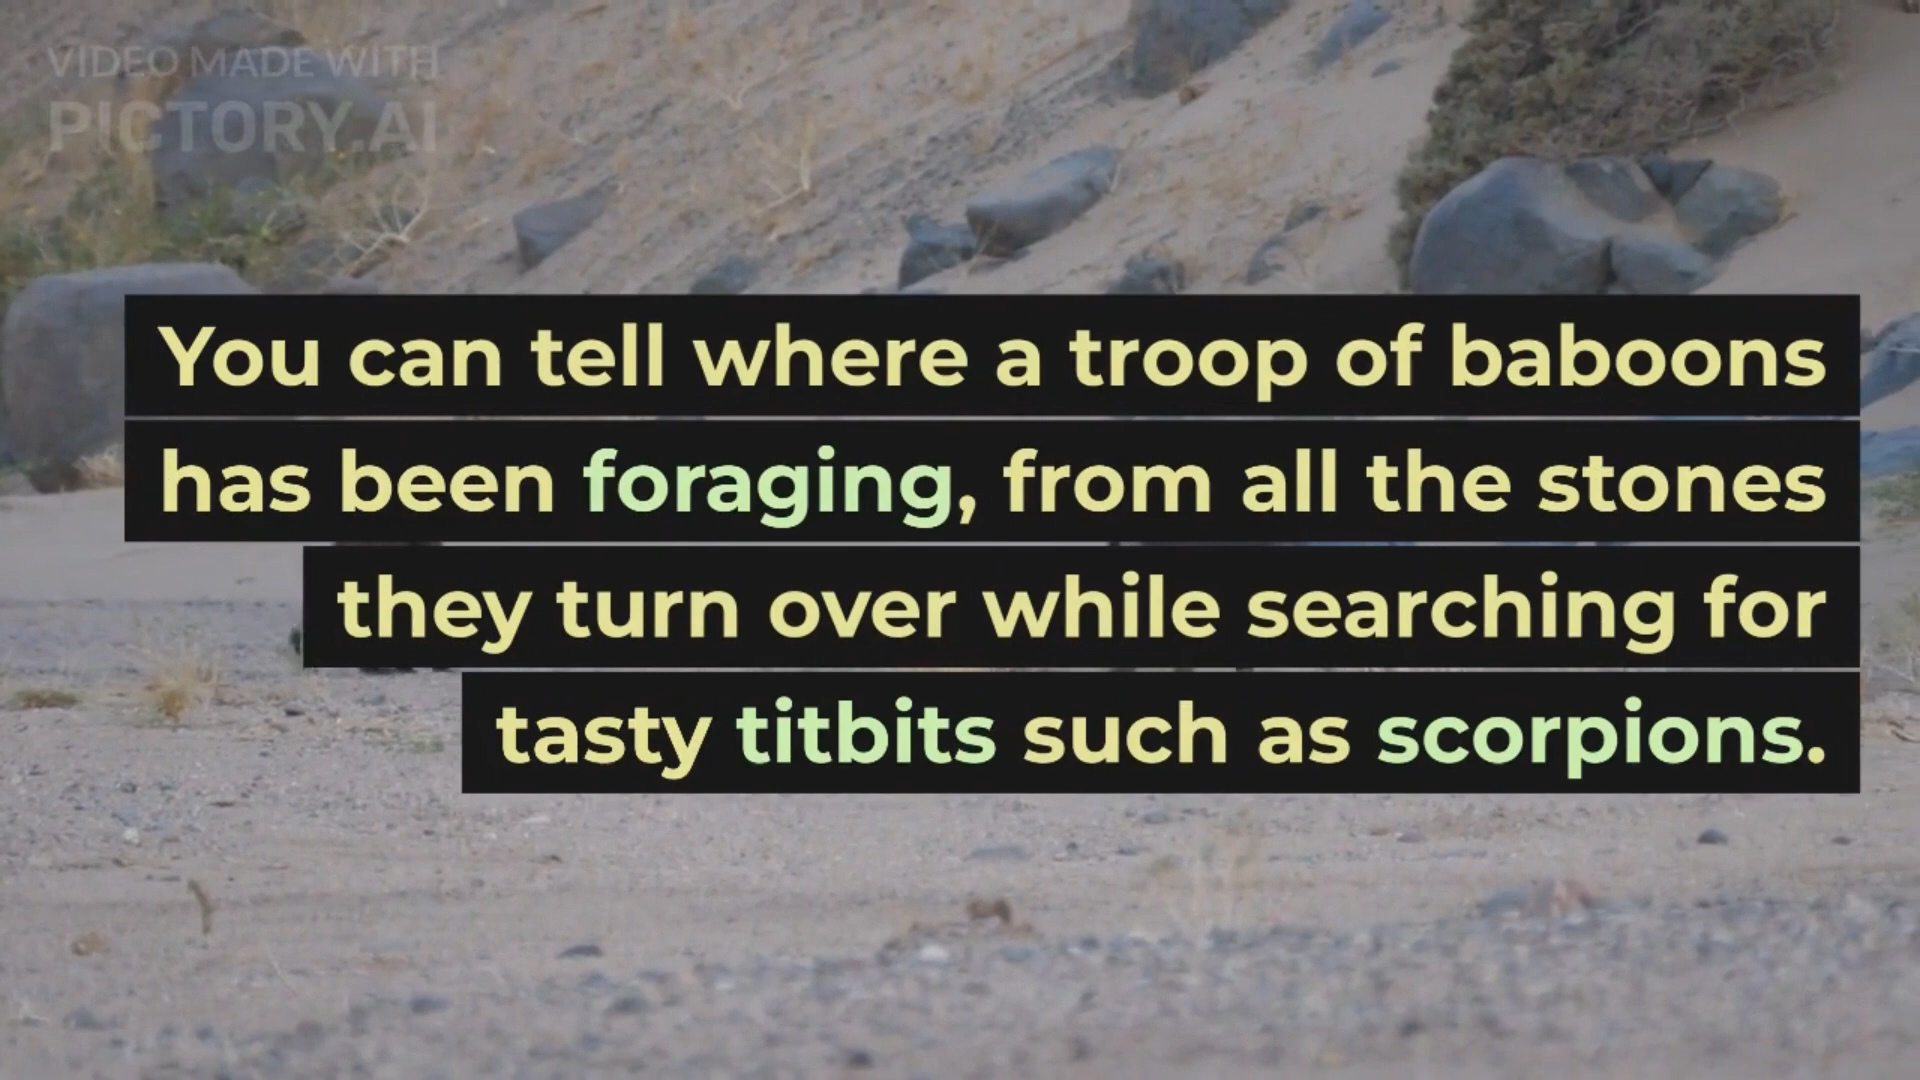 VIDEO MADE WITH
PICTORY.AI
You can tell where a troop of baboons
has been foraging, from all the stones
they turn over while searching for
tasty titbits such as scorpions.